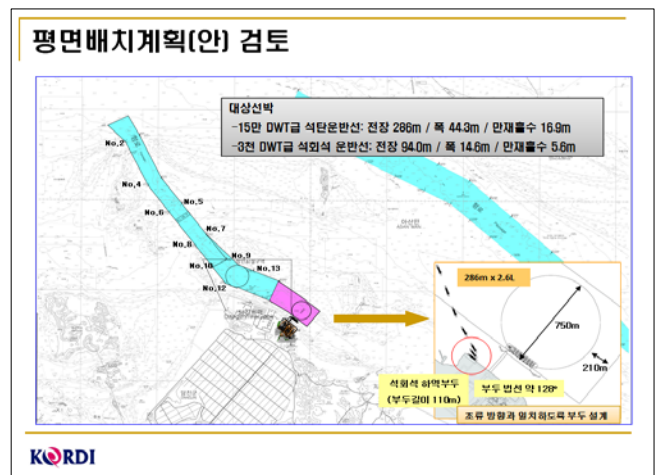 평면배치계획(안) 검토
대상선박
-15만 DWT급 석탄운반선: 전장 286m / 폭 44.3m / 만재흘수 16.9m
-3천 DWT급 석회석 운반선: 전장 94.0m / 폭 14.6m / 만재흘수 5.6m
No.2
No.4
No.5
No.6
No.7
No.8
No.9
No.10
No.13
No.12
286m x 2.6L
750m
210m
석회석 하역부두
(부두길이 110m)
부두 법선 약 128°
조류 방향과 일치하도록 부두 설계
KORDI